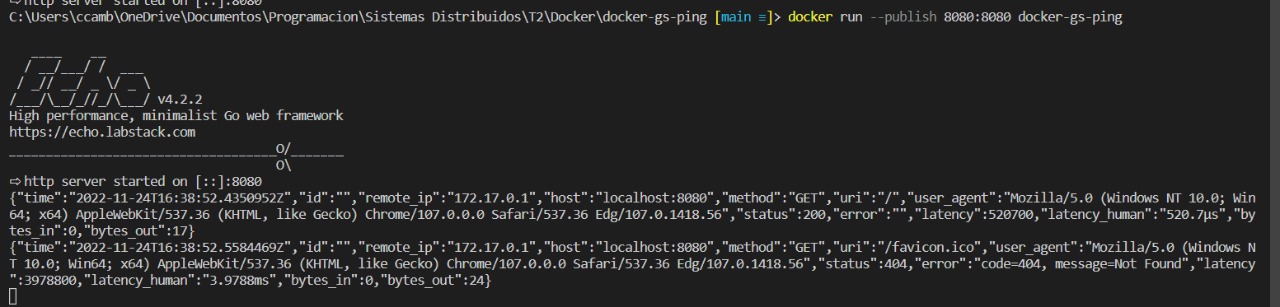 ⇨ http server started on [::]:8080
C:\Users\ccamb\OneDrive\Documentos\Programacion\Sistemas Distribuidos\T2\Docker\docker-gs-ping [main ≡]> docker run --publish 8080:8080 docker-gs-ping
   ____    __
  / __/___/ /  ___
 / _// __/ _ \/ _ \
/___/\__/_//_/\___/ v4.2.2
High performance, minimalist Go web framework
https://echo.labstack.com
____________________________________O/_______
                                    O\
⇨ http server started on [::]:8080
{"time":"2022-11-24T16:38:52.4350952Z","id":"","remote_ip":"172.17.0.1","host":"localhost:8080","method":"GET","uri":"/","user_agent":"Mozilla/5.0 (Windows NT 10.0; Win
64; x64) AppleWebKit/537.36 (KHTML, like Gecko) Chrome/107.0.0.0 Safari/537.36 Edg/107.0.1418.56","status":200,"error":"","latency":520700,"latency_human":"520.7µs","by
tes_in":0,"bytes_out":17}
{"time":"2022-11-24T16:38:52.5584469Z","id":"","remote_ip":"172.17.0.1","host":"localhost:8080","method":"GET","uri":"/favicon.ico","user_agent":"Mozilla/5.0 (Windows N
T 10.0; Win64; x64) AppleWebKit/537.36 (KHTML, like Gecko) Chrome/107.0.0.0 Safari/537.36 Edg/107.0.1418.56","status":404,"error":"code=404, message=Not Found","latency
":3978800,"latency_human":"3.9788ms","bytes_in":0,"bytes_out":24}